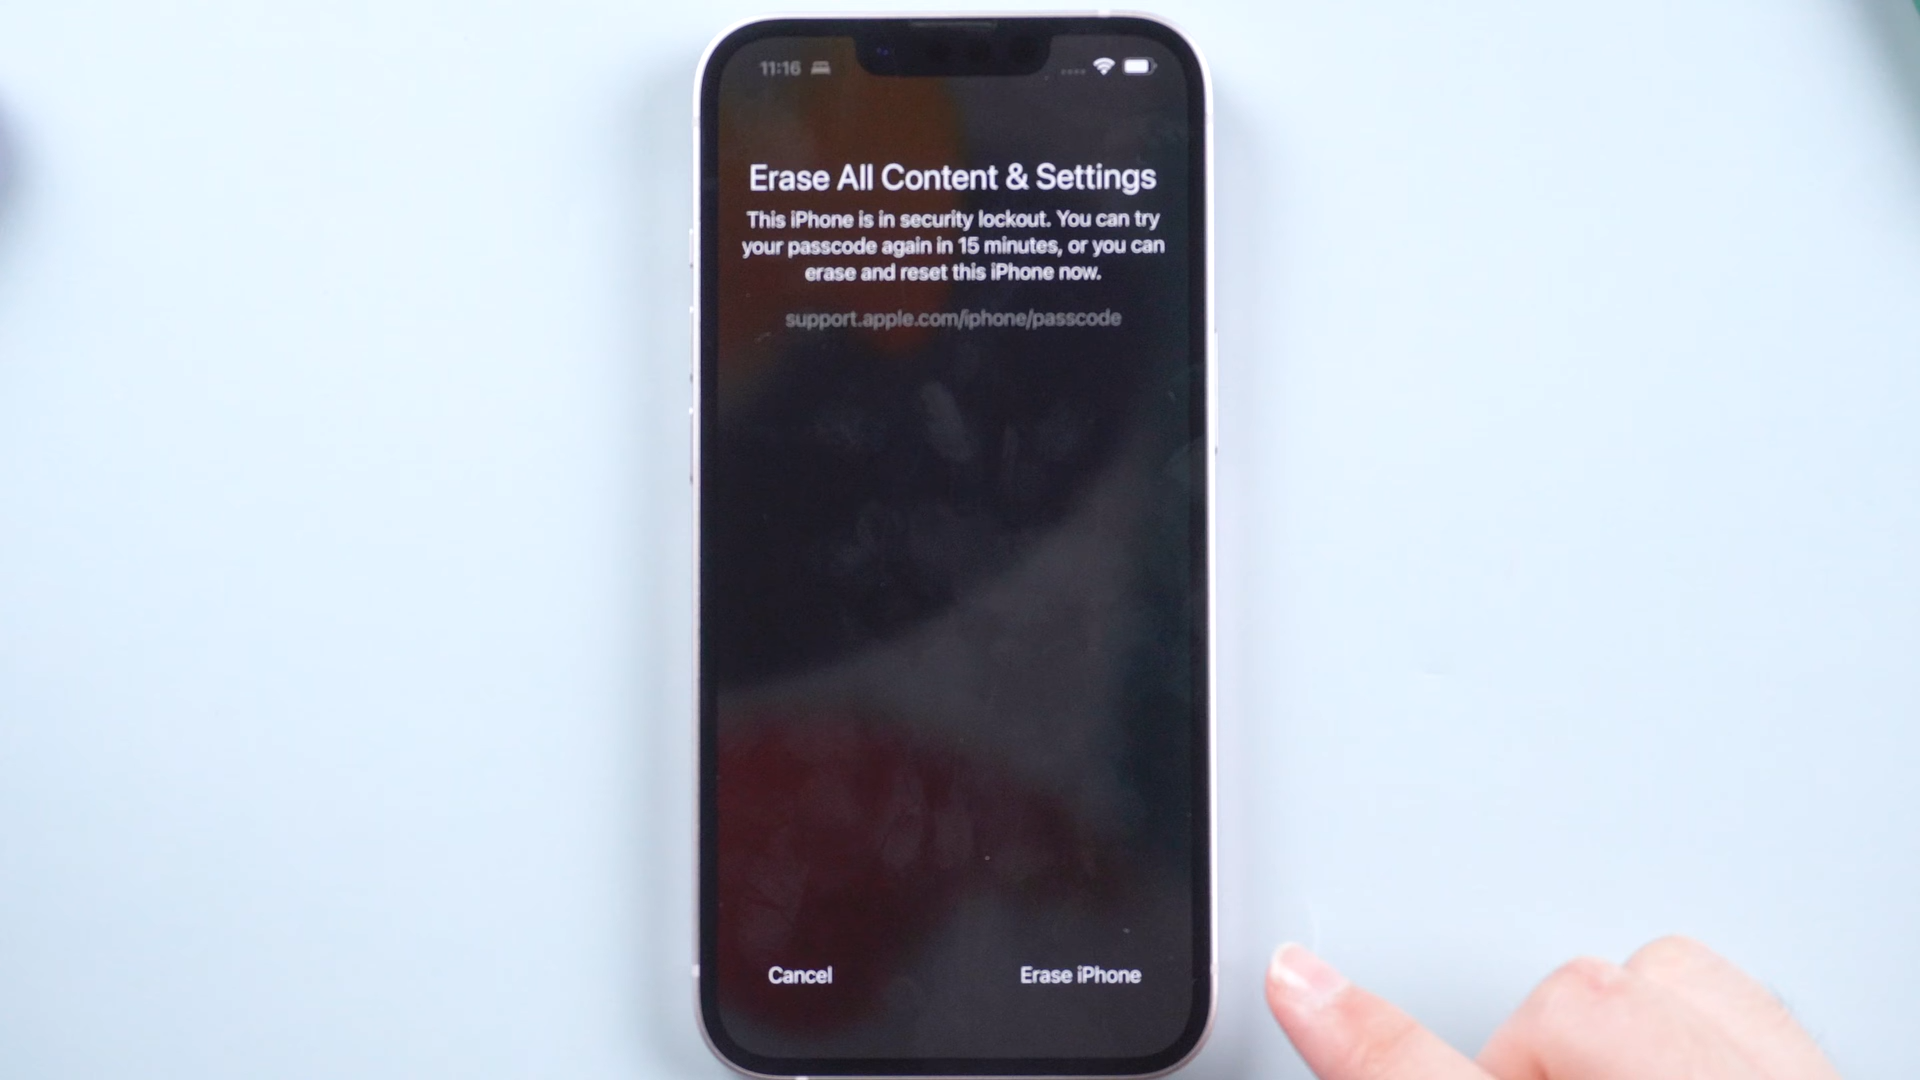 11:16
Erase All Content & Settings
This iPhone is in security lockout. You can try
your passcode again in 15 minutes, or you can
erase and reset this iPhone now.
support.apple.com/iphone/passcode
Cancel
Erase iPhone